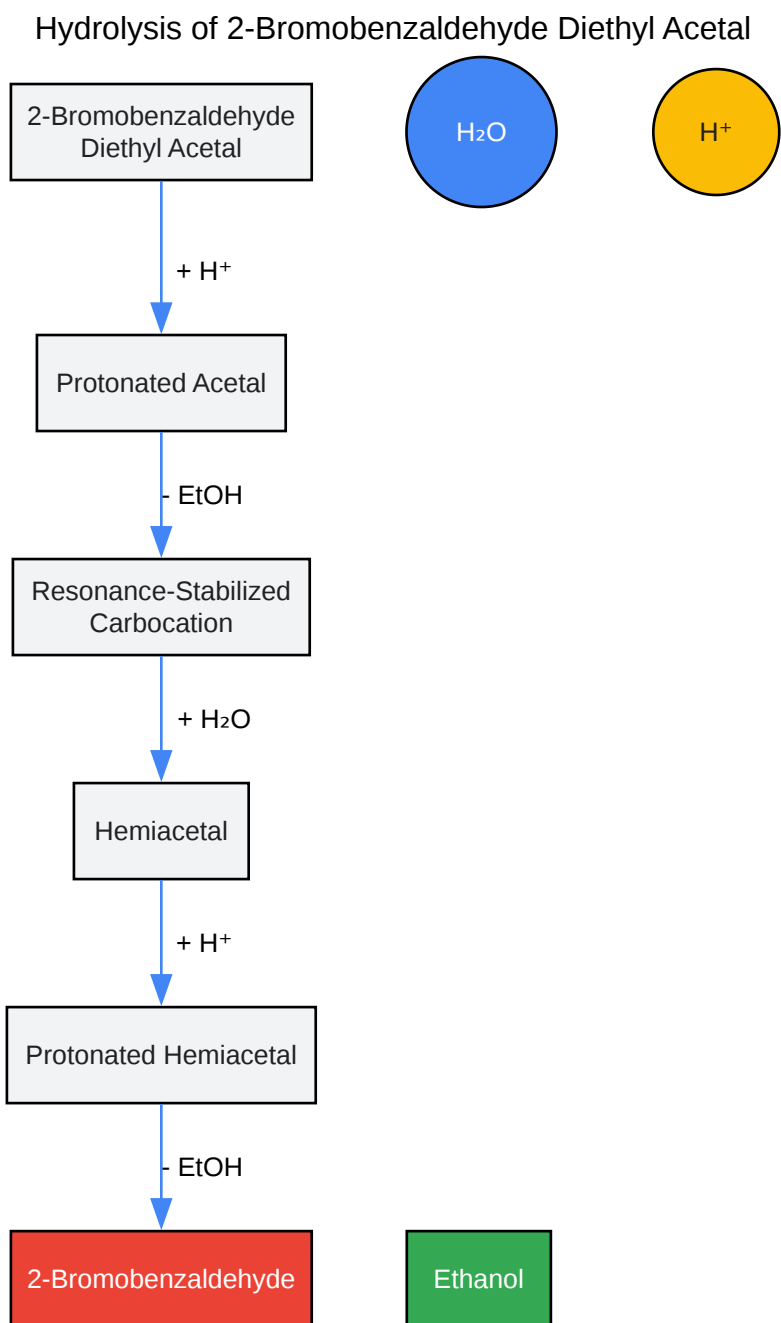 Hydrolysis of 2-Bromobenzaldehyde Diethyl Acetal
2-Bromobenzaldehyde
Diethyl Acetal
H₂O
H⁺
+ H⁺
Protonated Acetal
- EtOH
Resonance-Stabilized
Carbocation
+ H₂O
Hemiacetal
+ H⁺
Protonated Hemiacetal
- EtOH
2-Bromobenzaldehyde
Ethanol